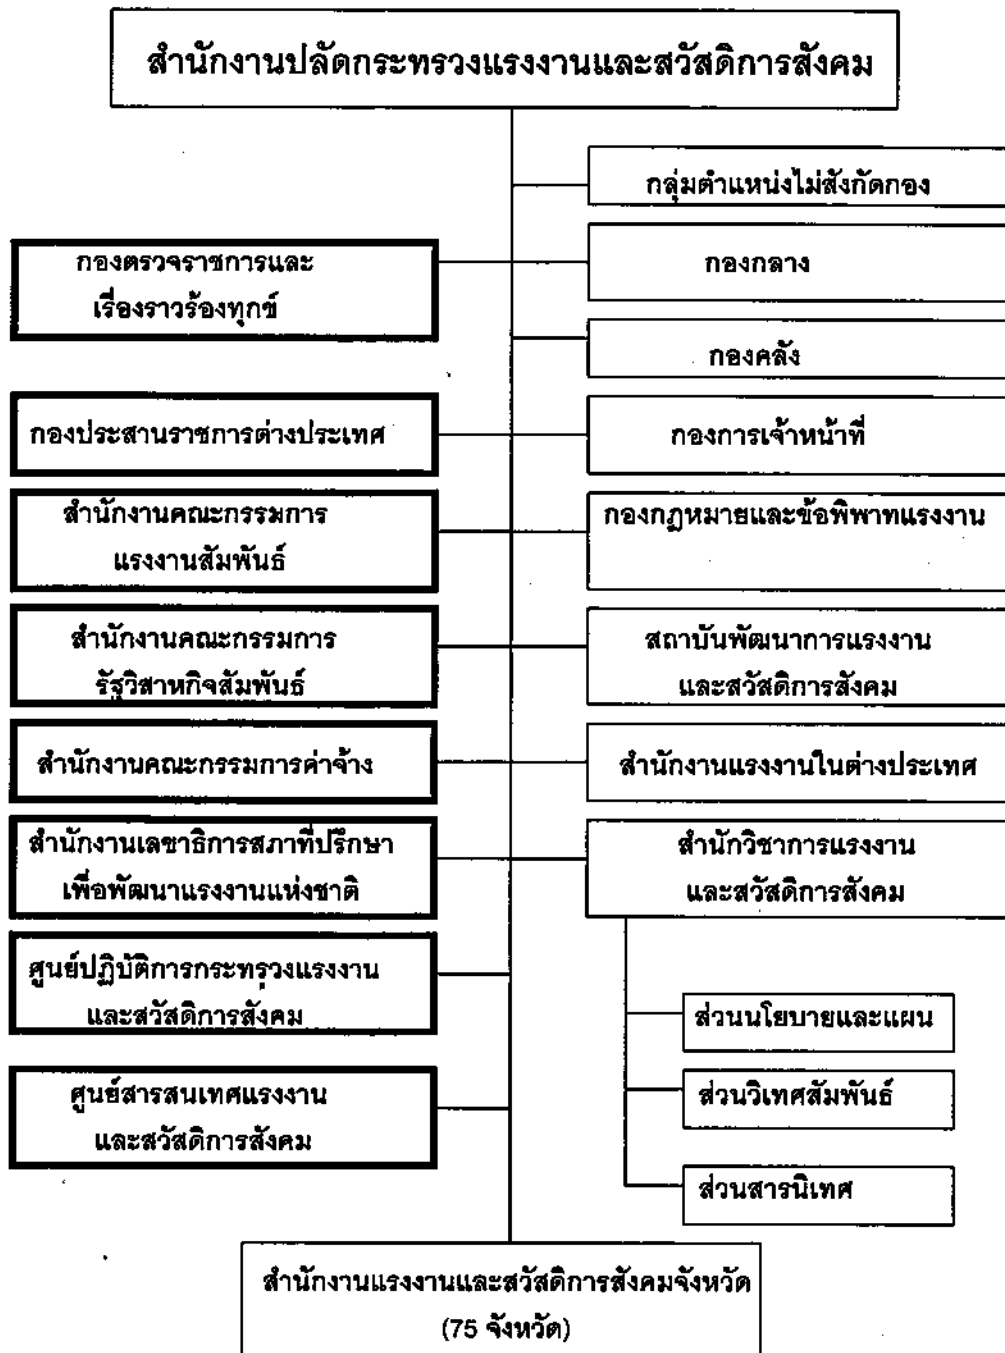 สำนักงานปลัดกระทรวงแรงงานและสวัสดิการสังคม
กลุ่มตำแหน่งไม่สังกัดกอง
กองตรวจราชการและ
เรื่องราวร้องทุกข์
กองกลาง
กองคลัง
กองประสานราชการต่างประเทศ
กองการเจ้าหน้าที่
สำนักงานคณะกรรมการ
แรงงานสัมพันธ์
กองกฎหมายและข้อพิพาทแรงงาน
สำนักงานคณะกรรมการ
รัฐวิสาหกิจสัมพันธ์
สถาบันพัฒนาการแรงงาน
และสวัสดิการสังคม
สำนักงานคณะกรรมการค่าจ้าง
สำนักงานแรงงานในต่างประเทศ
สำนักงานเลขาธิการสภาที่ปรึกษา
เพื่อพัฒนาแรงงานแห่งชาติ
สำนักวิชาการแรงงาน
และสวัสดิการสังคม
ศูนย์ปฏิบัติการกระทรวงแรงงาน
และสวัสดิการสังคม
ส่วนนโยบายและแผน
ศูนย์สารสนเทศแรงงาน
และสวัสดิการสังคม
ส่วนวิเทศสัมพันธ์
ส่วนสารนิเทศ
สำนักงานแรงงานและสวัสดิการสังคมจังหวัด
(75 จังหวัด)